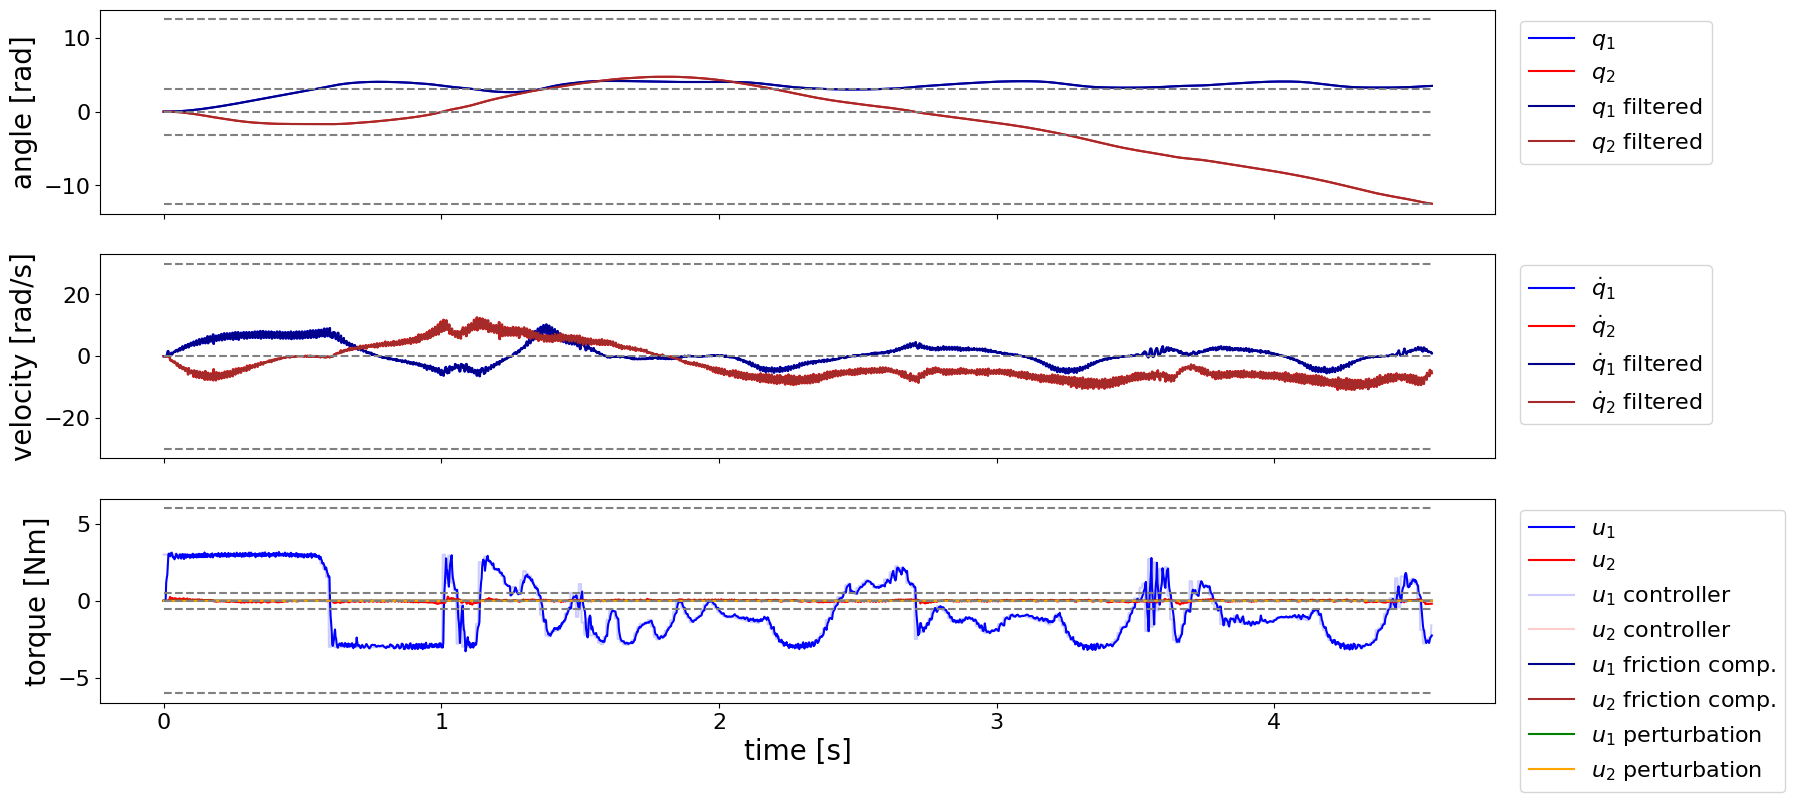 angle [rad]
10
0
−10
q₁
q₂
q₁ filtered
q₂ filtered
velocity [rad/s]
20
0
−20
q̇₁
q̇₂
q̇₁ filtered
q̇₂ filtered
torque [Nm]
5
0
−5
0
1
2
3
4
time [s]
u₁
u₂
u₁ controller
u₂ controller
u₁ friction comp.
u₂ friction comp.
u₁ perturbation
u₂ perturbation